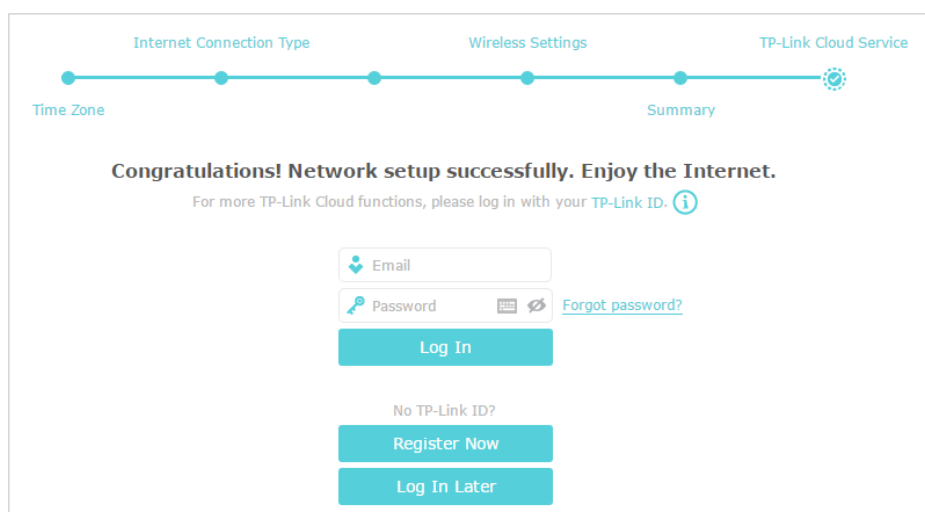 Internet Connection Type Wireless Settings TP-Link Cloud Service
Time Zone Summary
Congratulations! Network setup successfully. Enjoy the Internet.
For more TP-Link Cloud functions, please log in with your TP-Link ID.
Email
Password Forgot password?
Log In
No TP-Link ID?
Register Now
Log In Later